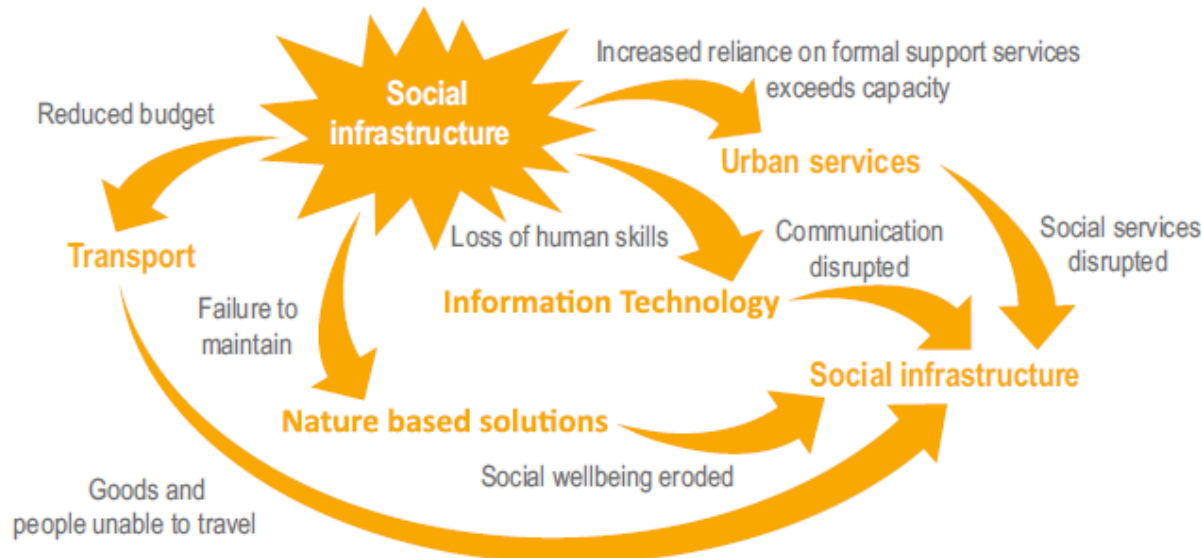 Increased reliance on formal support services
exceeds capacity
Social
infrastructure
Reduced budget
Urban services
Transport
Loss of human skills
Communication
disrupted
Social services
disrupted
Information Technology
Failure to
maintain
Social infrastructure
Nature based solutions
Social wellbeing eroded
Goods and
people unable to travel